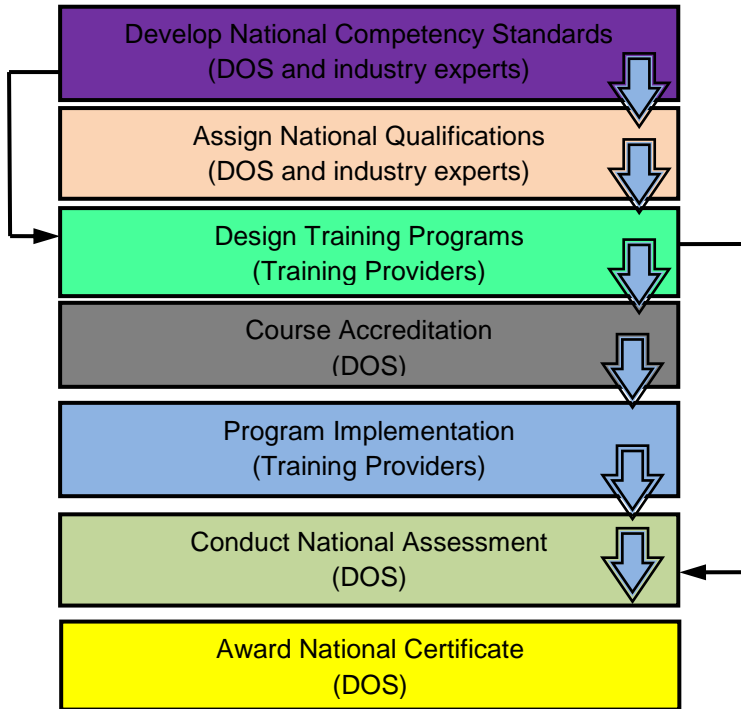 Develop National Competency Standards
(DOS and industry experts)
Assign National Qualifications
(DOS and industry experts)
Design Training Programs
(Training Providers)
Course Accreditation
(DOS)
Program Implementation
(Training Providers)
Conduct National Assessment
(DOS)
Award National Certificate
(DOS)